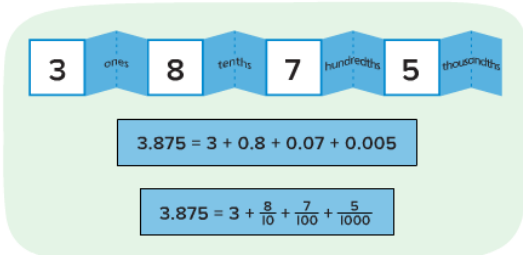 3 ones 8 tenths 7 hundredths 5 thousandths
3.875 = 3 + 0.8 + 0.07 + 0.005
3.875 = 3 + 8/10 + 7/100 + 5/1000